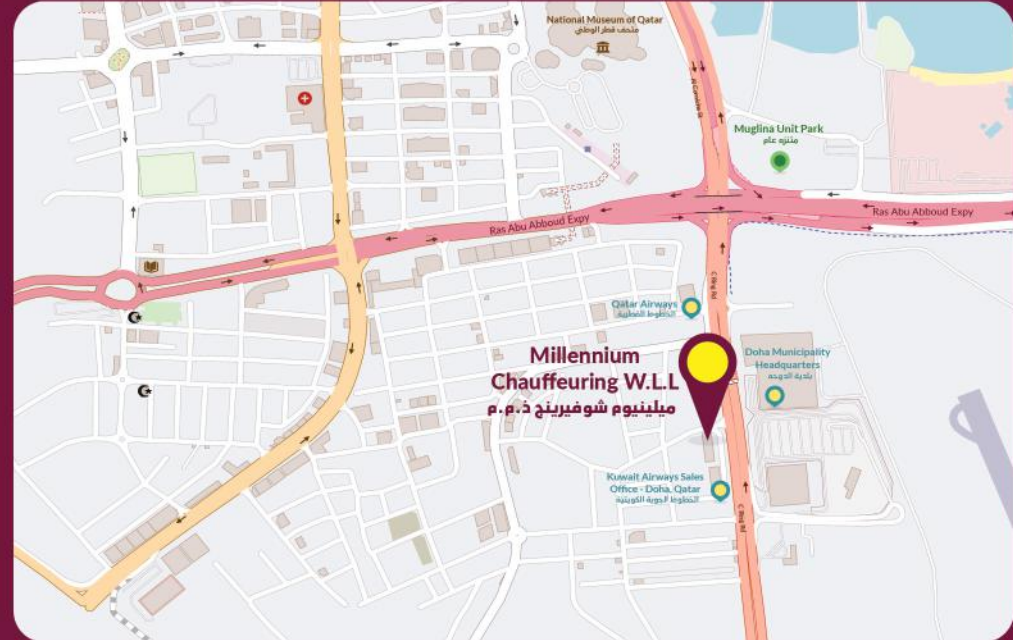 National Museum of Qatar
متحف قطر الوطني
Al Corniche St
Muglina Unit Park
متنزه عام
Ras Abu Abboud Expy
Ras Abu Abboud Expy
C Ring Rd
Qatar Airways
الخطوط القطرية
Millennium
Chauffeuring W.L.L
ميلينيوم شوفيرينج ذ.م.م
Doha Municipality
Headquarters
بلدية الدوحه
Kuwait Airways Sales
Office - Doha, Qatar
الخطوط الجوية الكويتية
C Ring Rd